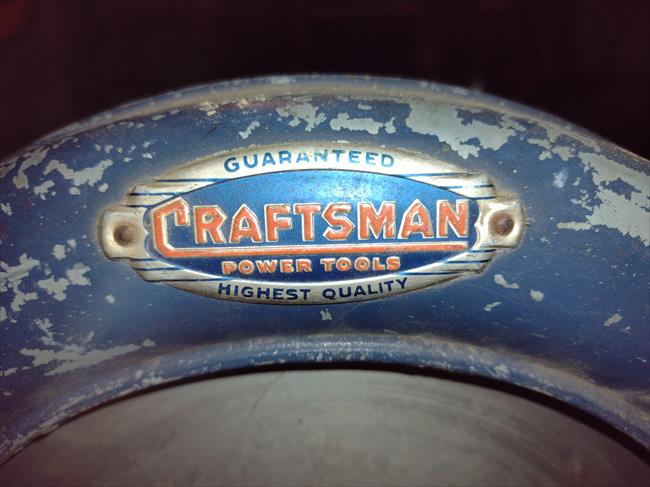 GUARANTEED
CRAFTSMAN
POWER TOOLS
HIGHEST QUALITY